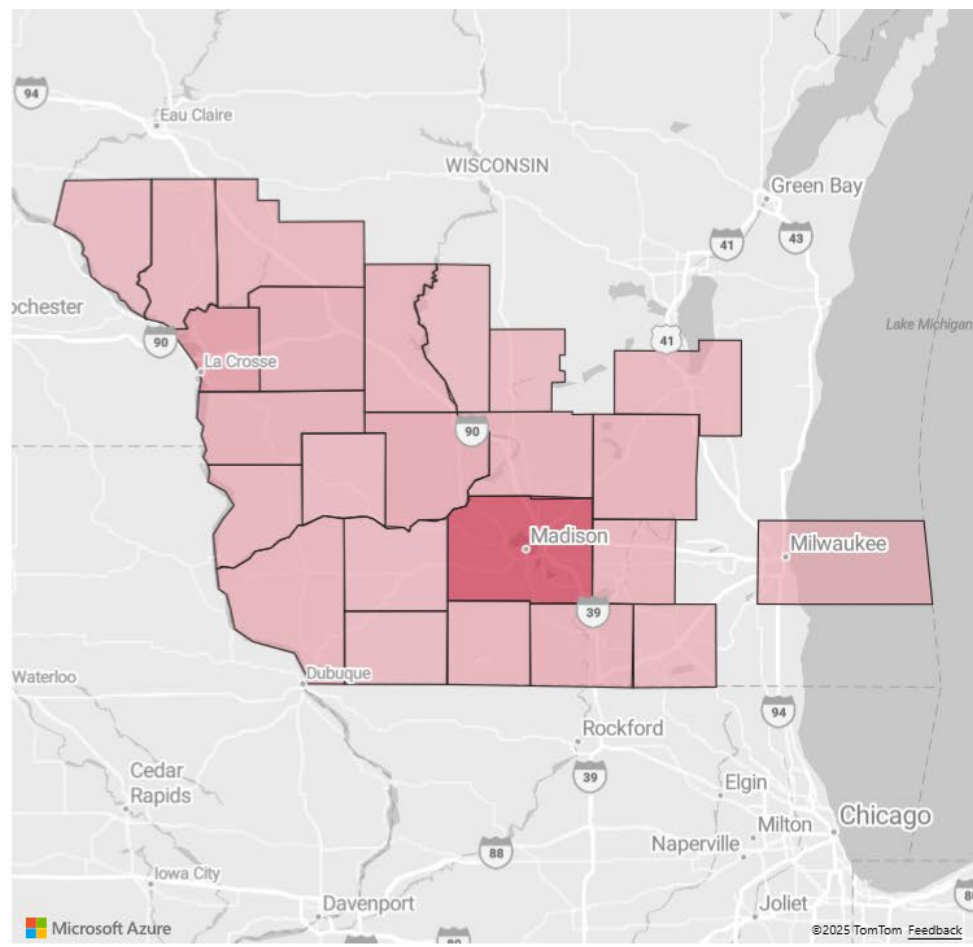 94
Eau Claire
WISCONSIN
Green Bay
41
43
ochester
Lake Michigan
90
41
La Crosse
90
Madison
Milwaukee
39
Dubuque
Waterloo
94
Rockford
Cedar
Rapids
39
Elgin
Chicago
Milton
Naperville
88
Iowa City
Davenport
Joliet
Microsoft Azure
©2025 TomTom Feedback